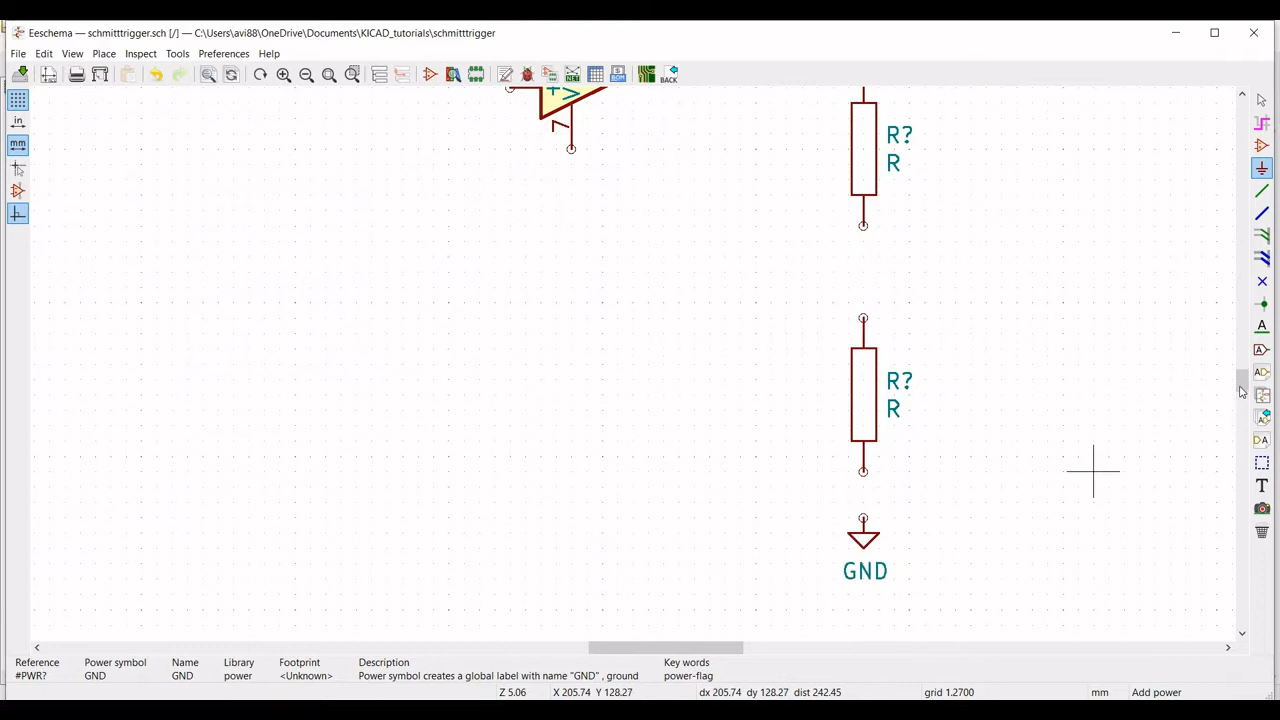 Eeschema — schmitttrigger.sch [/] — C:\Users\avi88\OneDrive\Documents\KICAD_tutorials\schmitttrigger
File Edit View Place Inspect Tools Preferences Help
BACK
in
mm
7
R?
R
R?
R
GND
Reference Power symbol Name Library Footprint Description Key words
#PWR? GND GND power <Unknown> Power symbol creates a global label with name "GND" , ground power-flag
Z 5.06 X 205.74 Y 128.27 dx 205.74 dy 128.27 dist 242.45 grid 1.2700 mm Add power